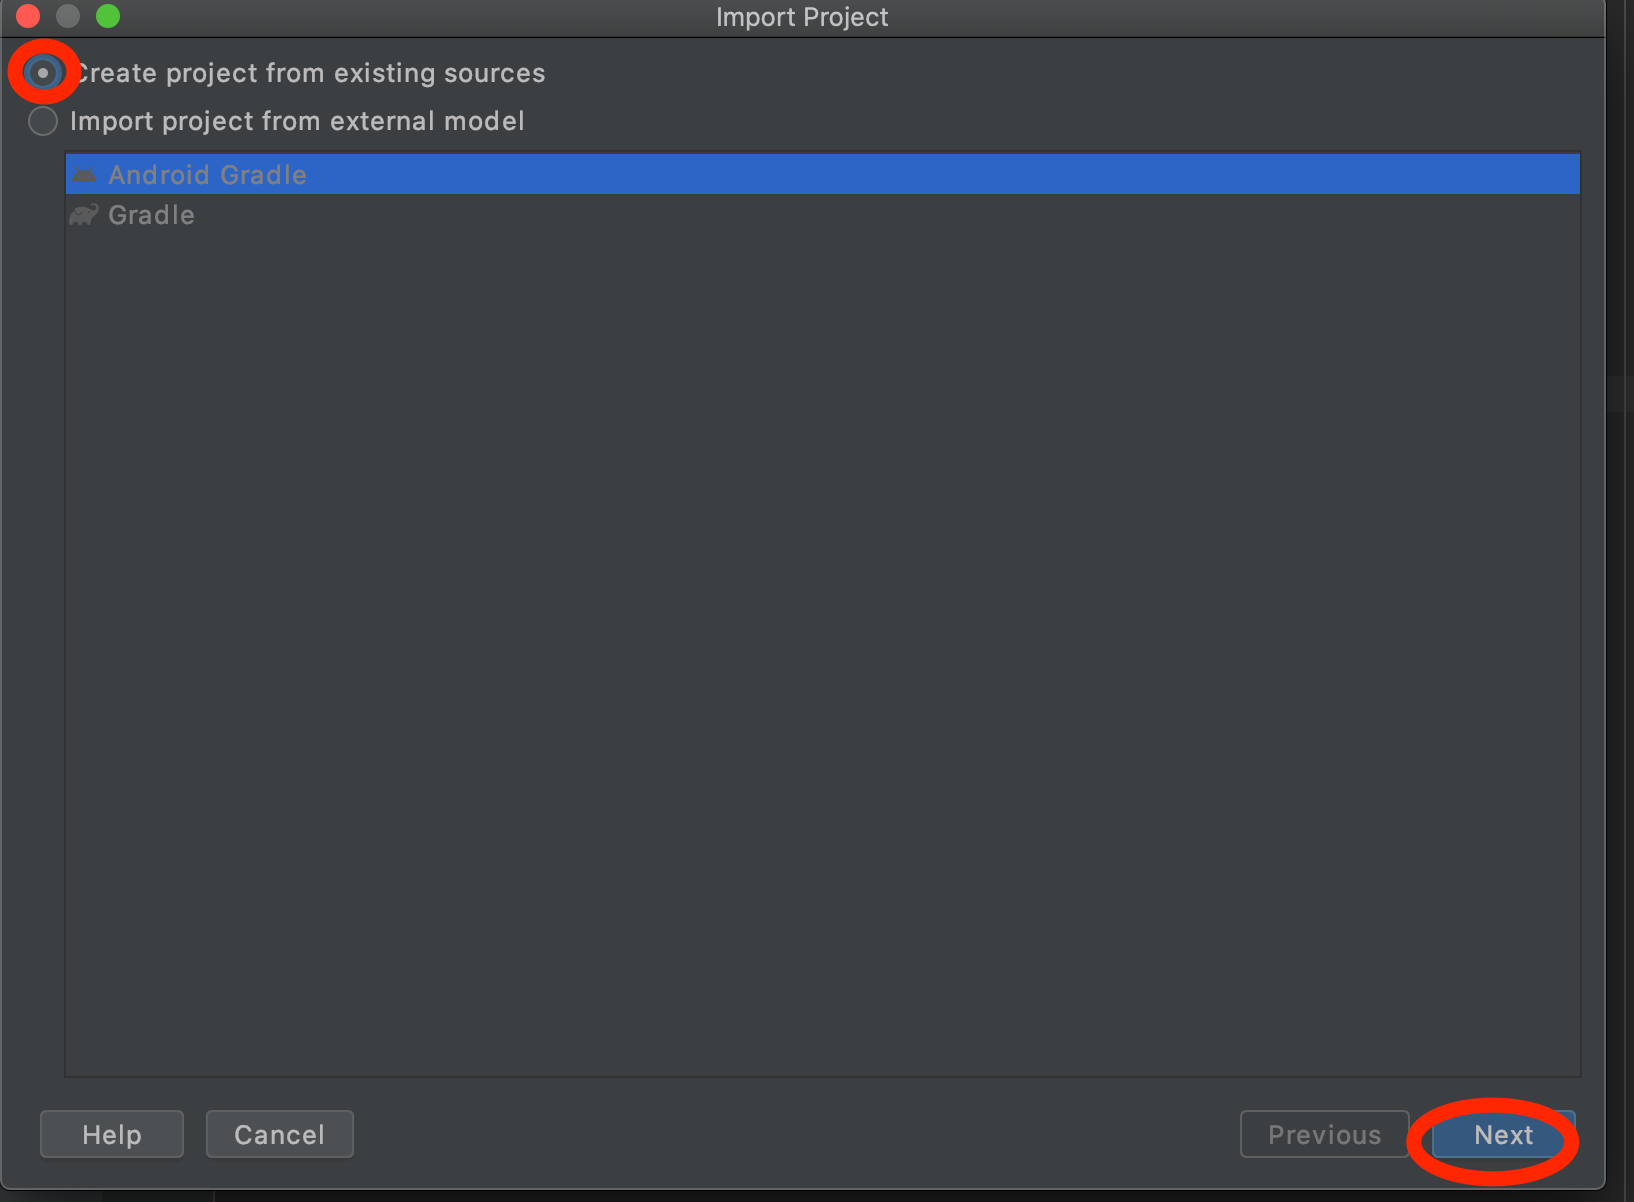 Import Project
Create project from existing sources
Import project from external model
Android Gradle
Gradle
Help
Cancel
Previous
Next